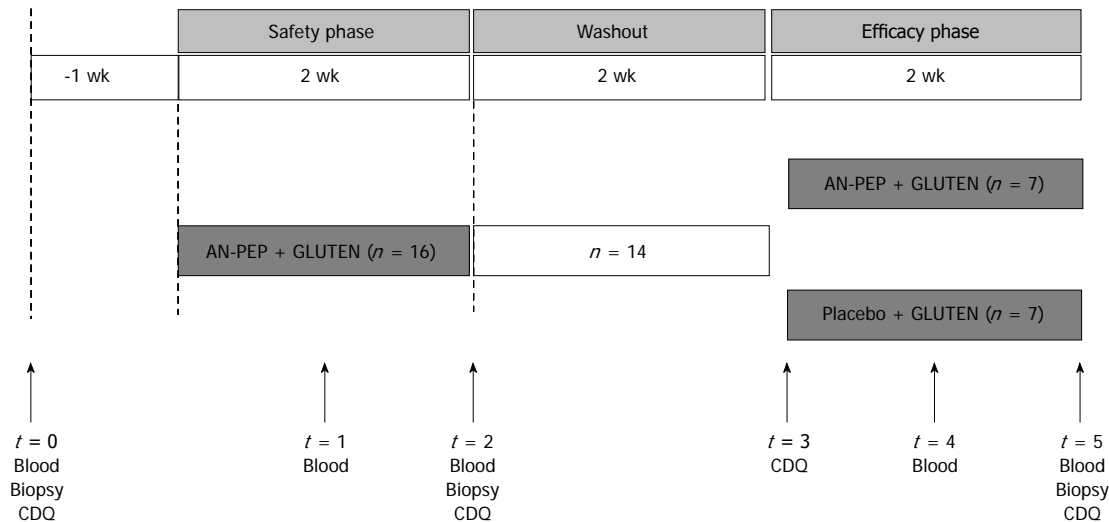 Safety phase
Washout
Efficacy phase
-1 wk
2 wk
2 wk
2 wk
AN-PEP + GLUTEN (n = 7)
AN-PEP + GLUTEN (n = 16)
n = 14
Placebo + GLUTEN (n = 7)
t = 0
Blood
Biopsy
CDQ
t = 1
Blood
t = 2
Blood
Biopsy
CDQ
t = 3
CDQ
t = 4
Blood
t = 5
Blood
Biopsy
CDQ